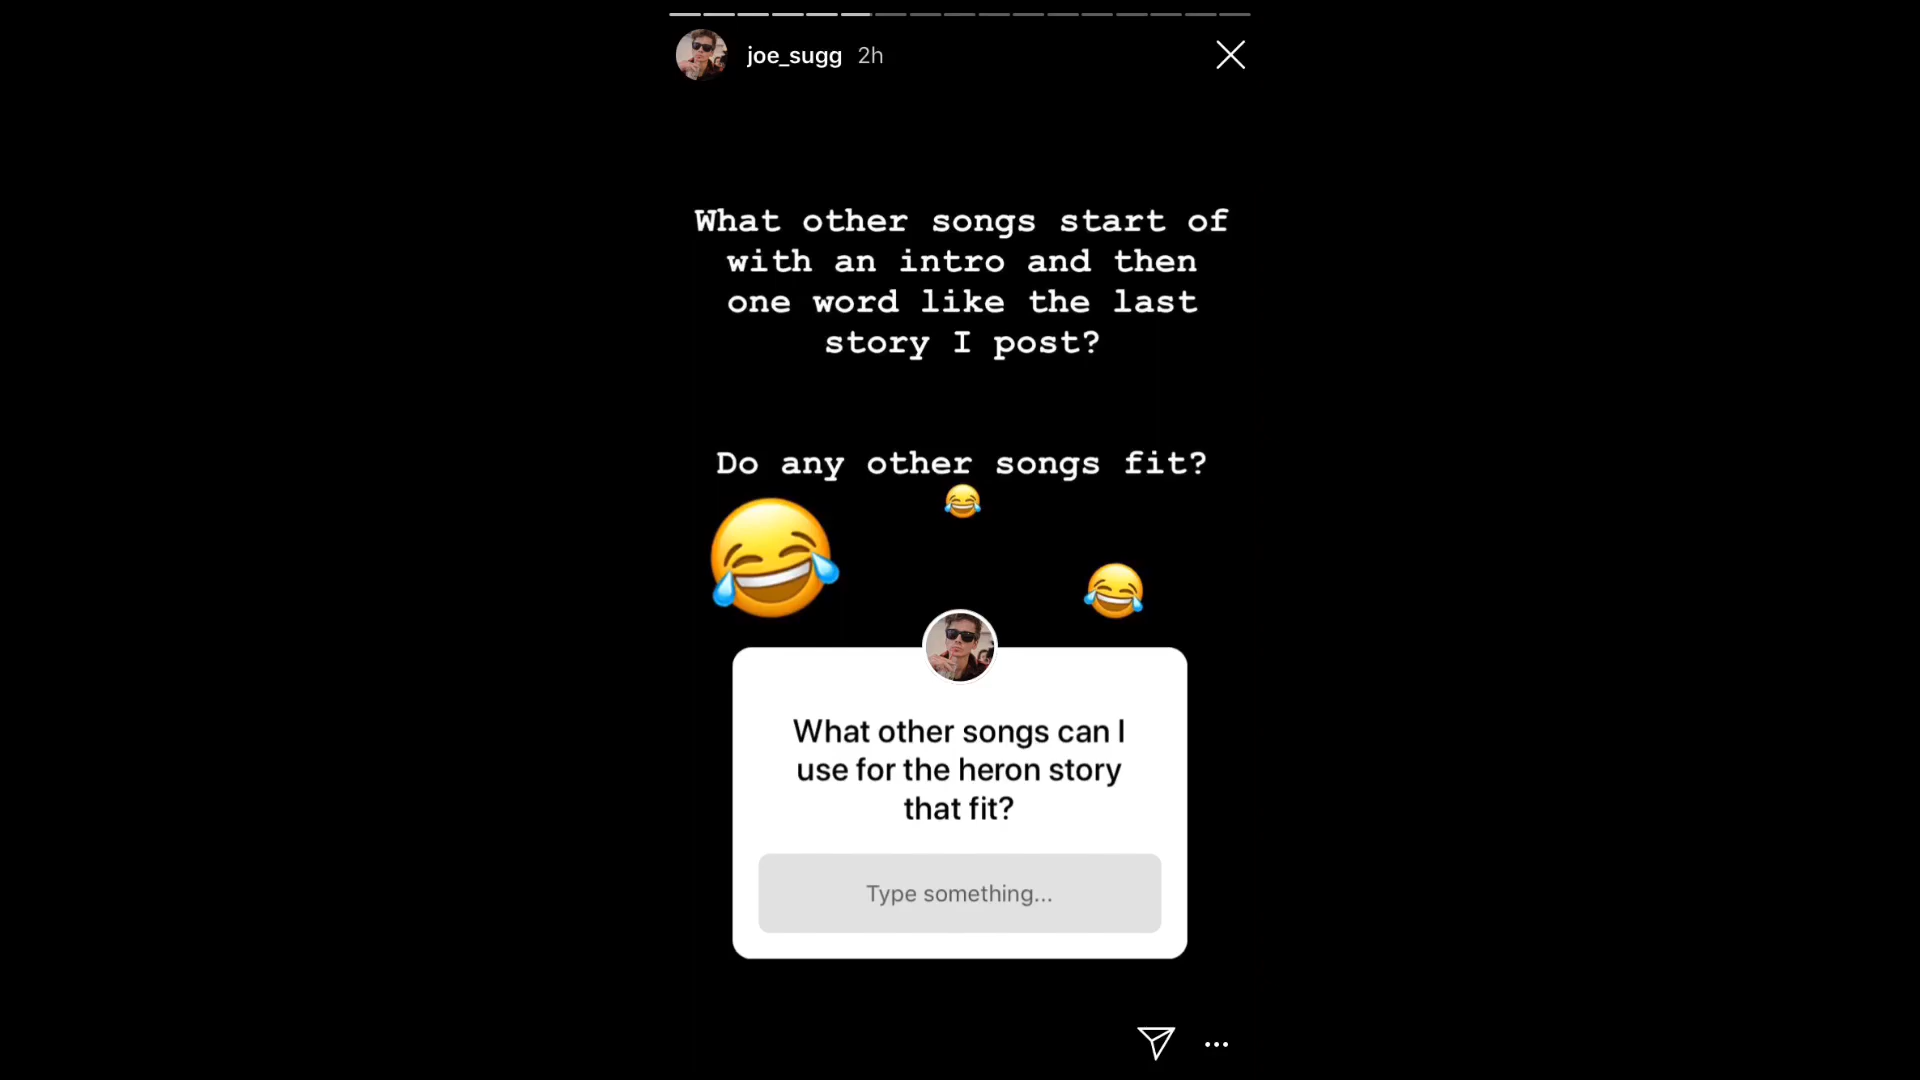 joe_sugg 2h
What other songs start of
with an intro and then
one word like the last
story I post?
Do any other songs fit?
What other songs can I
use for the heron story
that fit?
Type something...